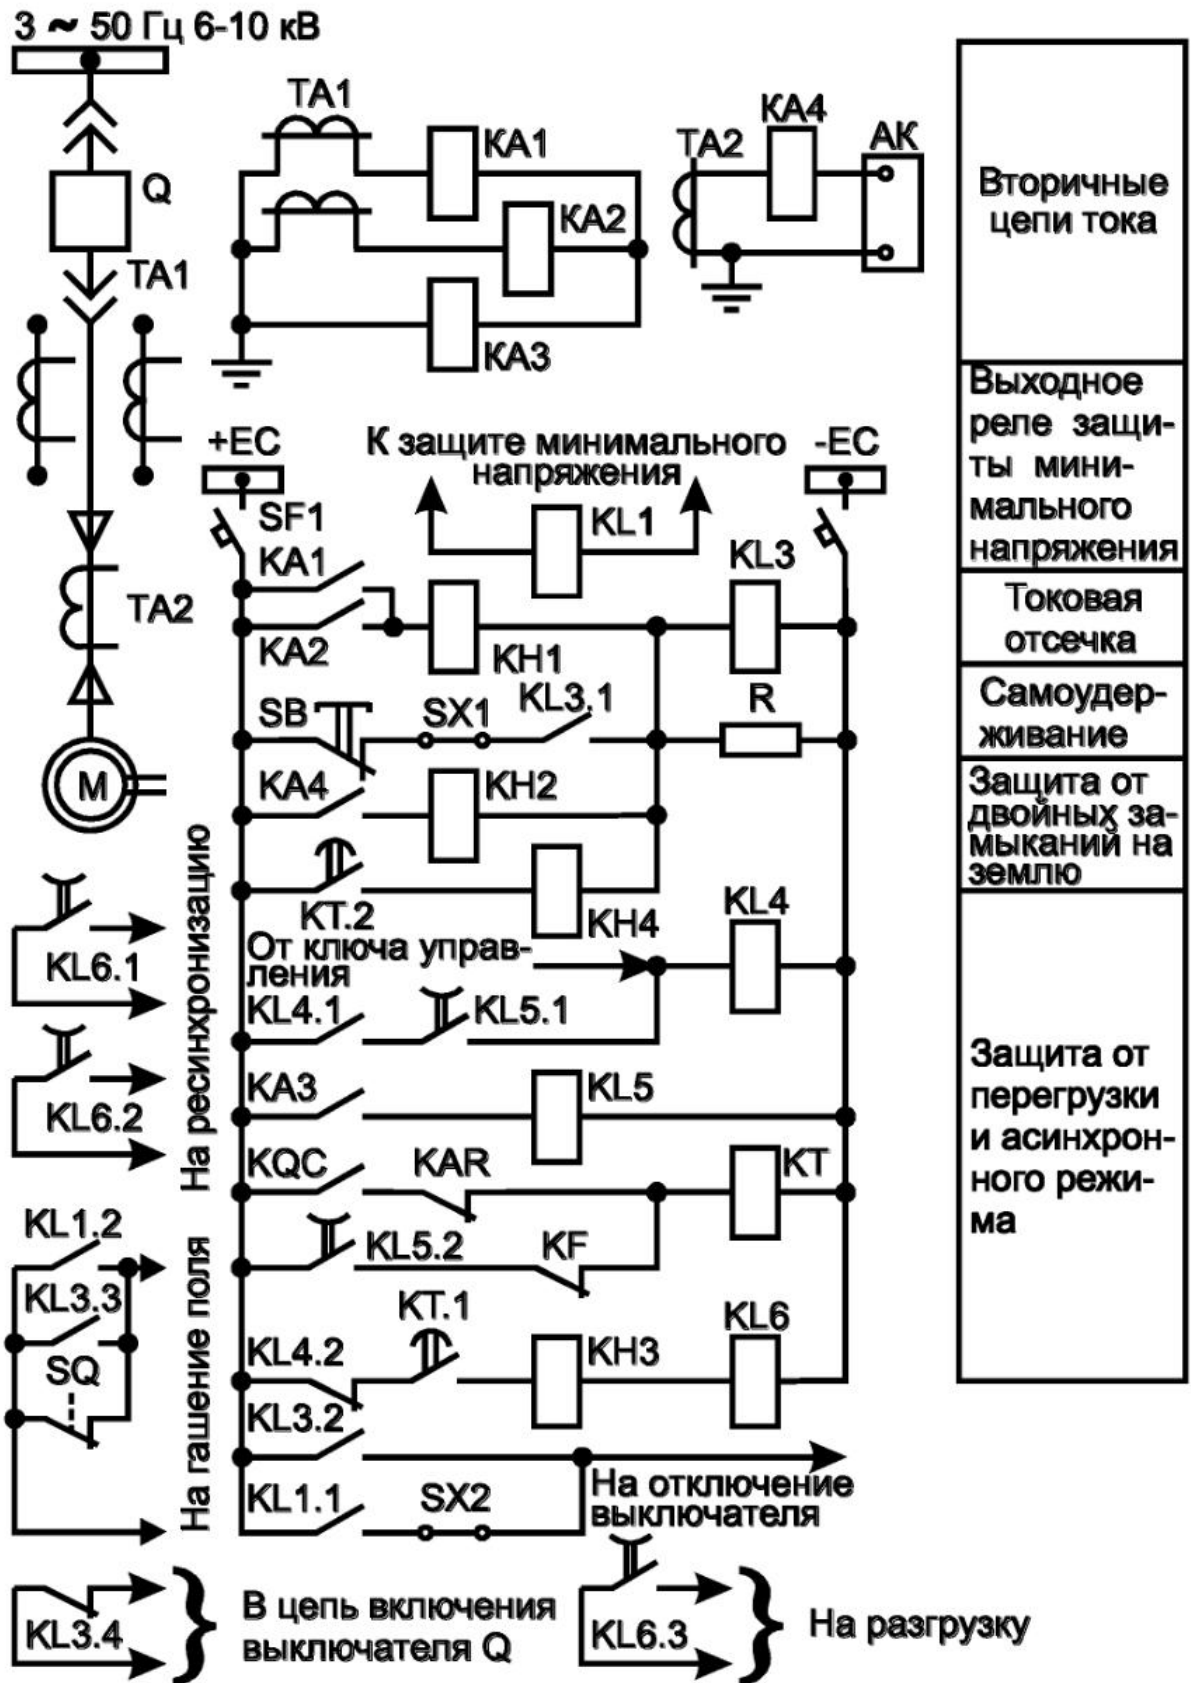 3 ~ 50 Гц 6-10 кВ
TA1
KA1
KA2
KA3
TA2
KA4
AK
Вторичные
цепи тока
Q
TA1
TA2
M
+EC
К защите минимального
напряжения
-EC
Выходное
реле защи-
ты мини-
мального
напряжения
SF1
KL1
KA1
KL3
KA2
KH1
Токовая
отсечка
SB
SX1
KL3.1
R
Самоудер-
живание
KA4
KH2
Защита от
двойных за-
мыканий на
землю
KT.2
KH4
KL4
От ключа управ-
ления
KL4.1
KL5.1
KA3
KL5
KQC
KAR
KT
KL5.2
KF
KT.1
KL4.2
KH3
KL6
KL3.2
KL1.1
SX2
На отключение
выключателя
Защита от
перегрузки
и асинхрон-
ного режи-
ма
KL6.1
KL6.2
На ресинхронизацию
KL1.2
KL3.3
SQ
На гашение поля
KL3.4
В цепь включения
выключателя Q
KL6.3
На разгрузку